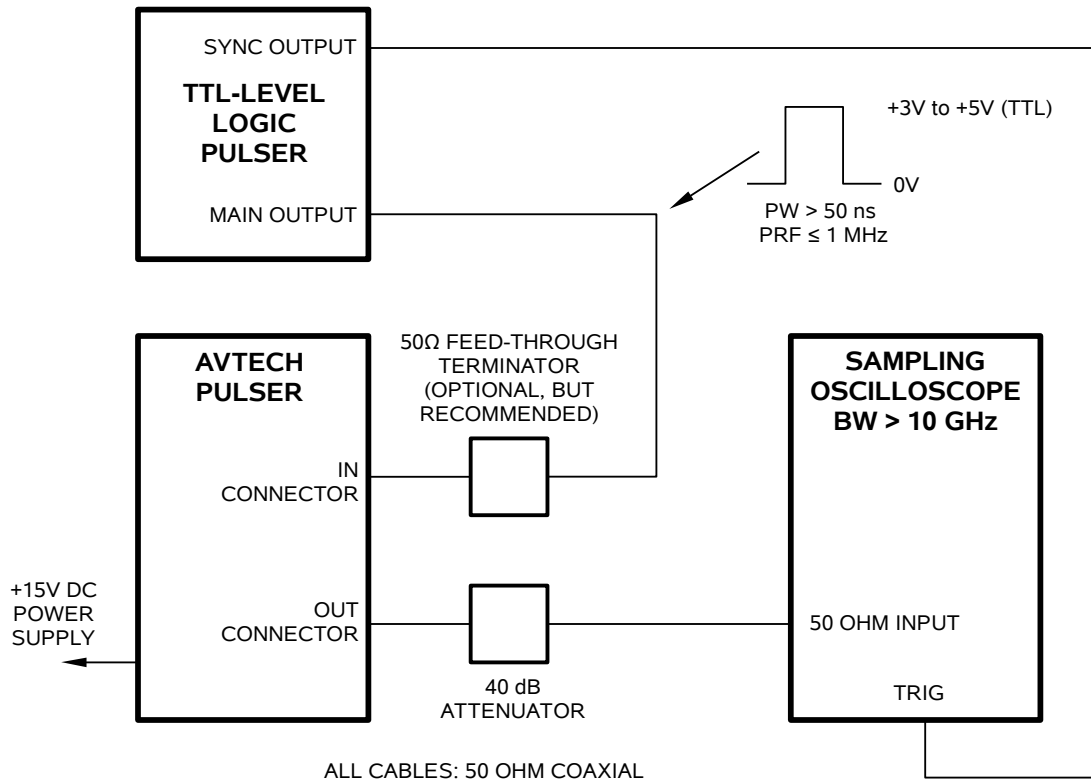 SYNC OUTPUT
TTL-LEVEL
LOGIC
PULSER
MAIN OUTPUT
+3V to +5V (TTL)
0V
PW > 50 ns
PRF ≤ 1 MHz
AVTECH
PULSER
IN
CONNECTOR
OUT
CONNECTOR
50Ω FEED-THROUGH
TERMINATOR
(OPTIONAL, BUT
RECOMMENDED)
SAMPLING
OSCILLOSCOPE
BW > 10 GHz
50 OHM INPUT
TRIG
+15V DC
POWER
SUPPLY
40 dB
ATTENUATOR
ALL CABLES: 50 OHM COAXIAL